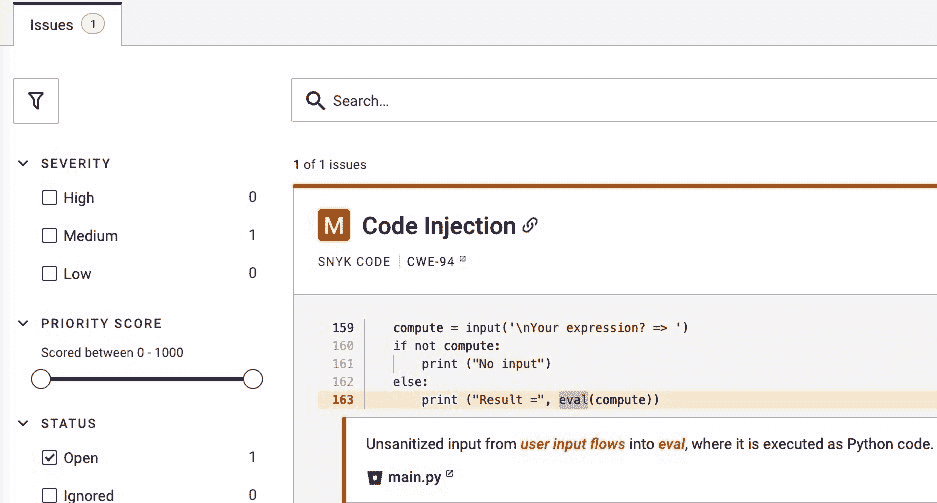 Issues 1
Search...
SEVERITY
High 0
Medium 1
Low 0
PRIORITY SCORE
Scored between 0 - 1000
STATUS
Open 1
Ignored 0
1 of 1 issues
M Code Injection
SNYK CODE CWE-94
159 compute = input('\nYour expression? => ')
160 if not compute:
161 print ("No input")
162 else:
163 print ("Result =", eval(compute))
Unsanitized input from user input flows into eval, where it is executed as Python code.
main.py